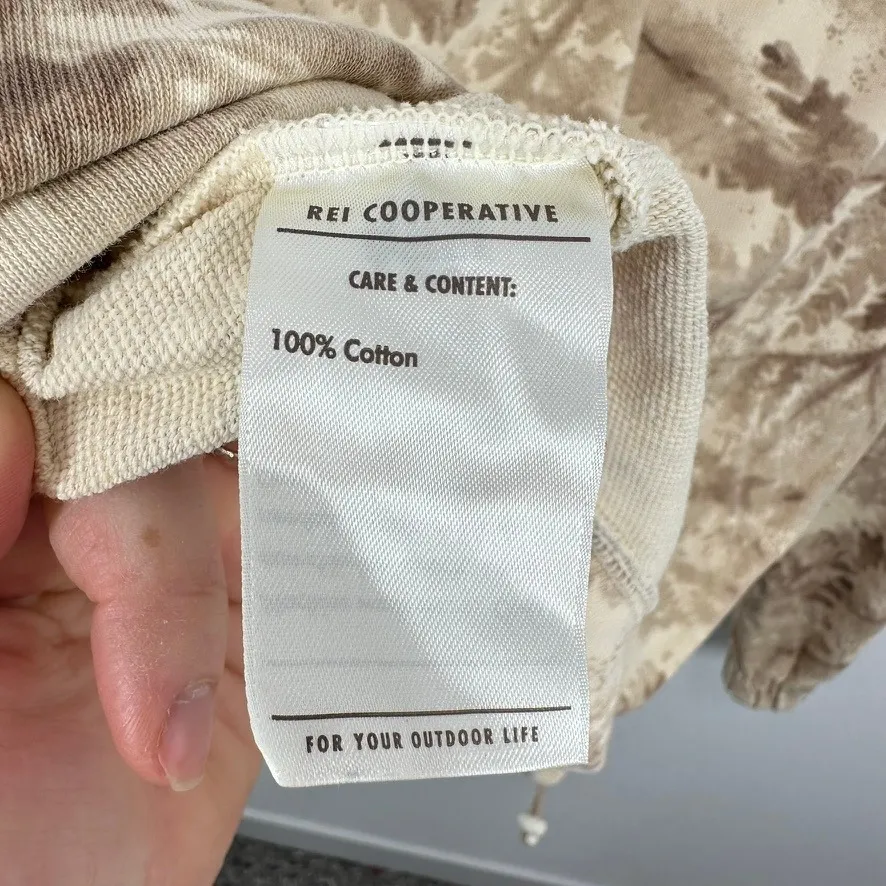 REI COOPERATIVE
CARE & CONTENT:
100% Cotton
FOR YOUR OUTDOOR LIFE